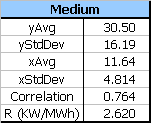 Medium
yAvg 30.50
yStdDev 16.19
xAvg 11.64
xStdDev 4.814
Correlation 0.764
R (KW/MWh) 2.620